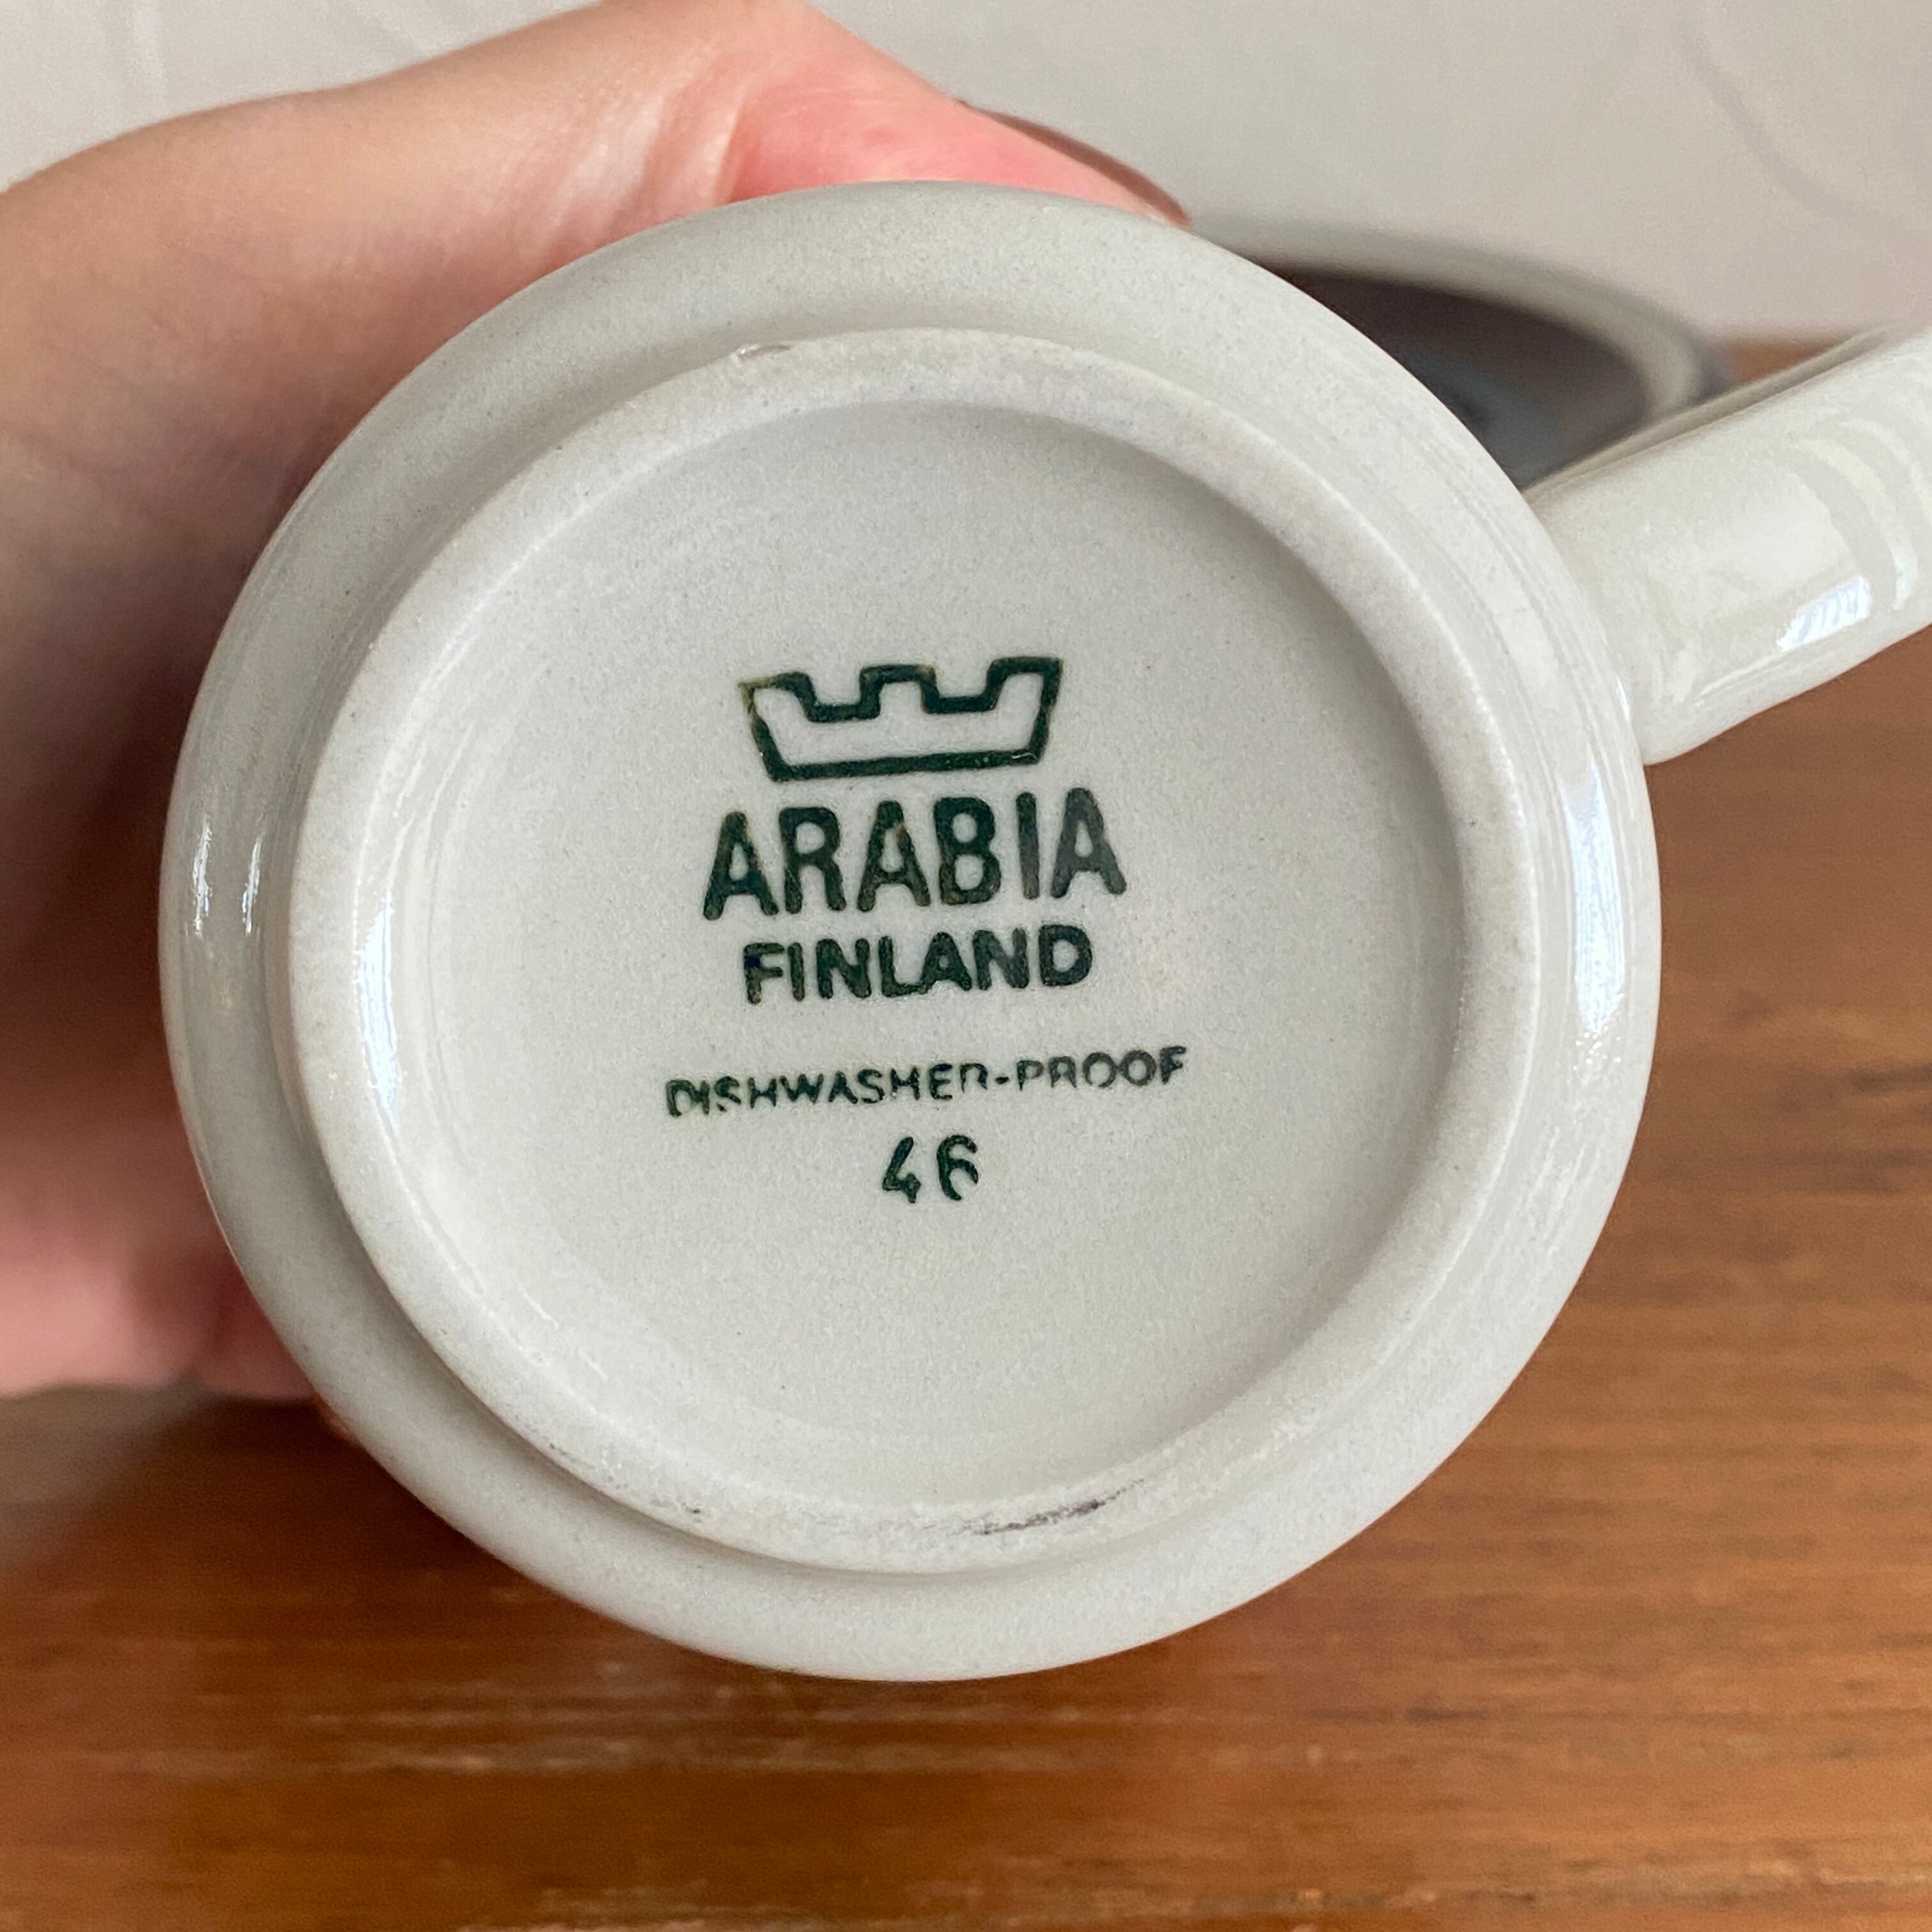 ARABIA
FINLAND
DISHWASHER-PROOF
46